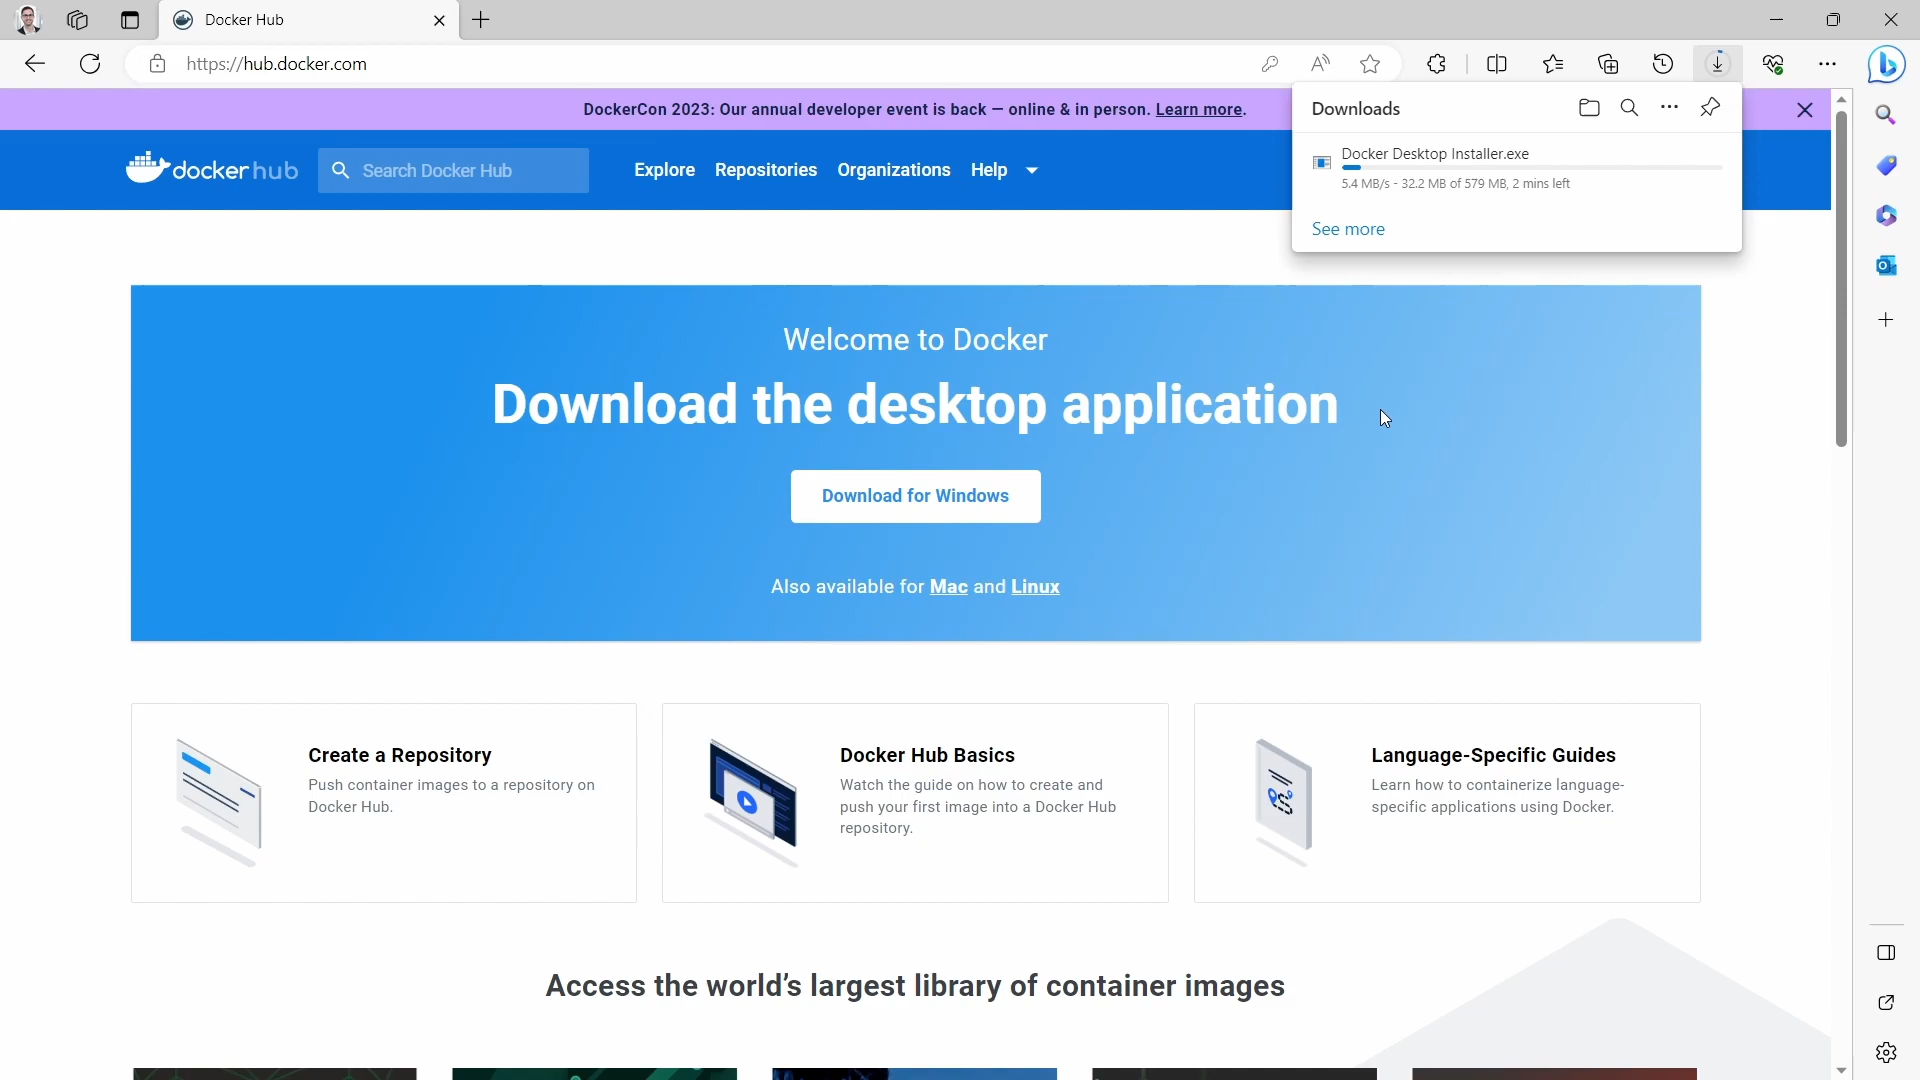 Docker Hub
https://hub.docker.com
DockerCon 2023: Our annual developer event is back — online & in person. Learn more.
Downloads
Docker Desktop Installer.exe
5.4 MB/s - 32.2 MB of 579 MB, 2 mins left
See more
docker hub
Search Docker Hub
Explore Repositories Organizations Help
Welcome to Docker
Download the desktop application
Download for Windows
Also available for Mac and Linux
Create a Repository
Push container images to a repository on
Docker Hub.
Docker Hub Basics
Watch the guide on how to create and
push your first image into a Docker Hub
repository.
Language-Specific Guides
Learn how to containerize language-
specific applications using Docker.
Access the world’s largest library of container images